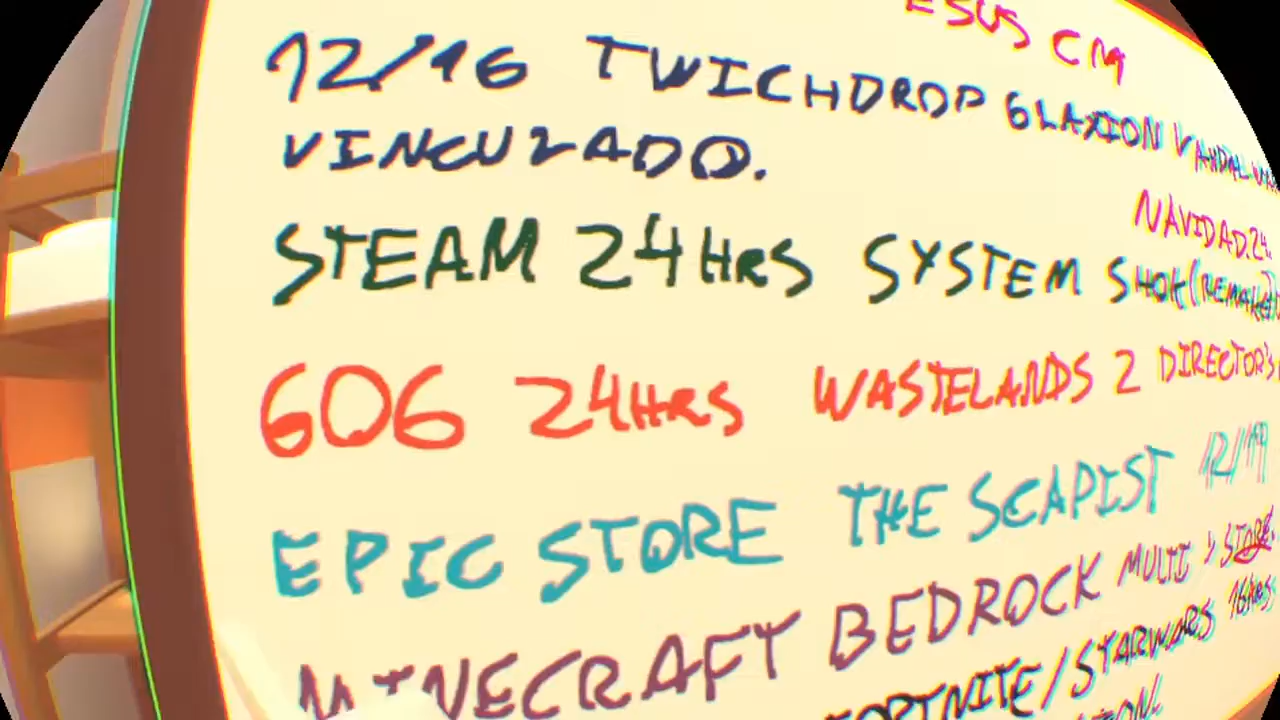 ESUS CM
12/16 TWICHDROP GLAXION VANDAL
VINCULADO.
NAVIDAD.24.
STEAM 24HRS SYSTEM SHOK (REMAKE)
606 24HRS WASTELANDS 2 DIRECTOR'S
EPIC STORE THE SCAPIST 12/19
MINECRAFT BEDROCK MULTI > STORE.
FORTNITE/STARWARS 16HRS